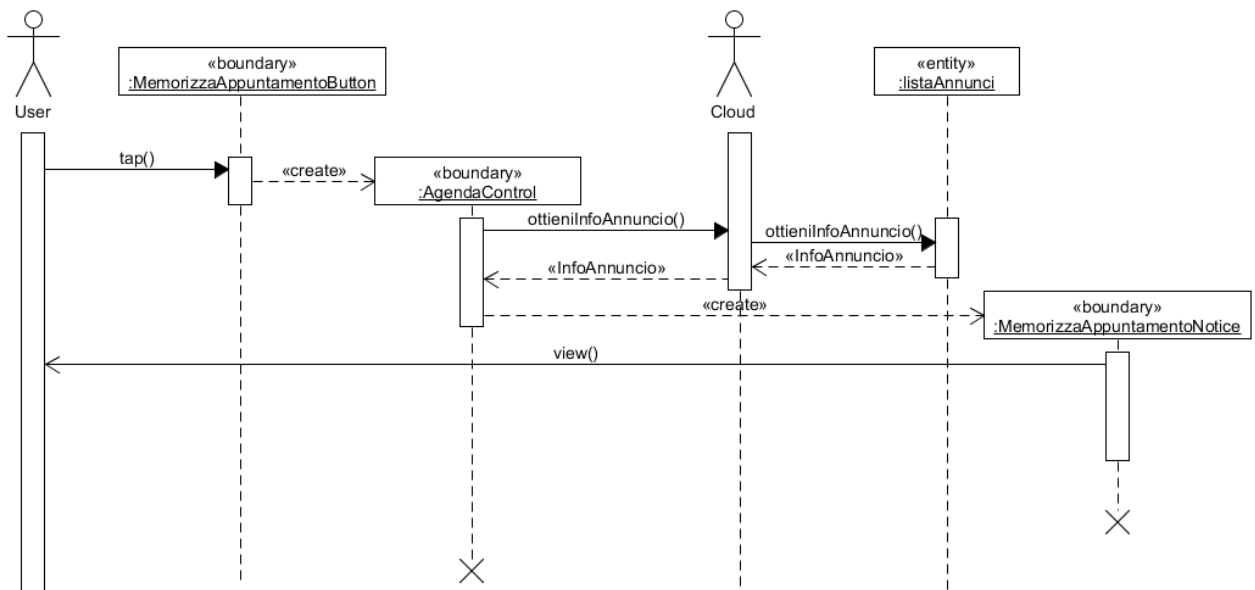 «boundary»
:MemorizzaAppuntamentoButton
«entity»
:listaAnnunci
User
Cloud
tap()
«create»
«boundary»
:AgendaControl
ottieniInfoAnnuncio()
ottieniInfoAnnuncio()
«InfoAnnuncio»
«InfoAnnuncio»
«create»
«boundary»
:MemorizzaAppuntamentoNotice
view()